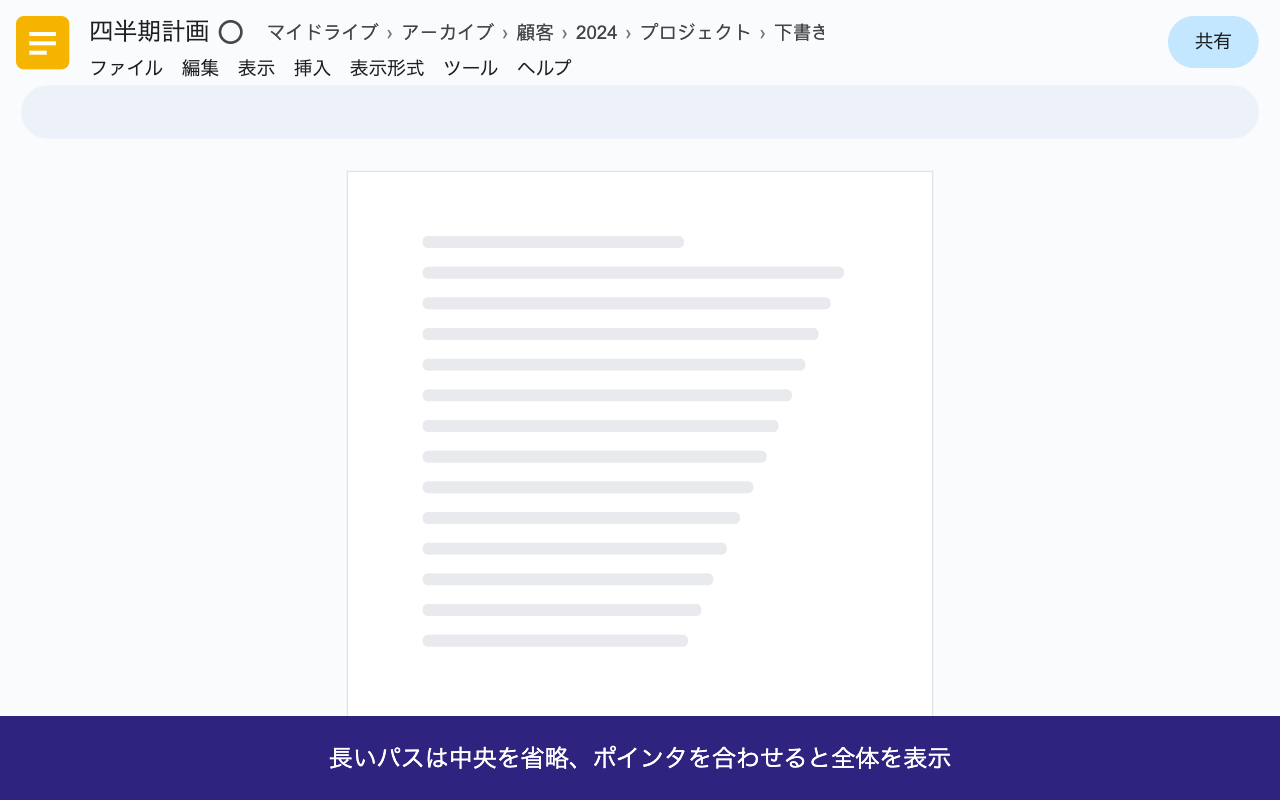 四半期計画 マイドライブ › アーカイブ › 顧客 › 2024 › プロジェクト › 下書き
共有
ファイル 編集 表示 挿入 表示形式 ツール ヘルプ
長いパスは中央を省略、ポインタを合わせると全体を表示